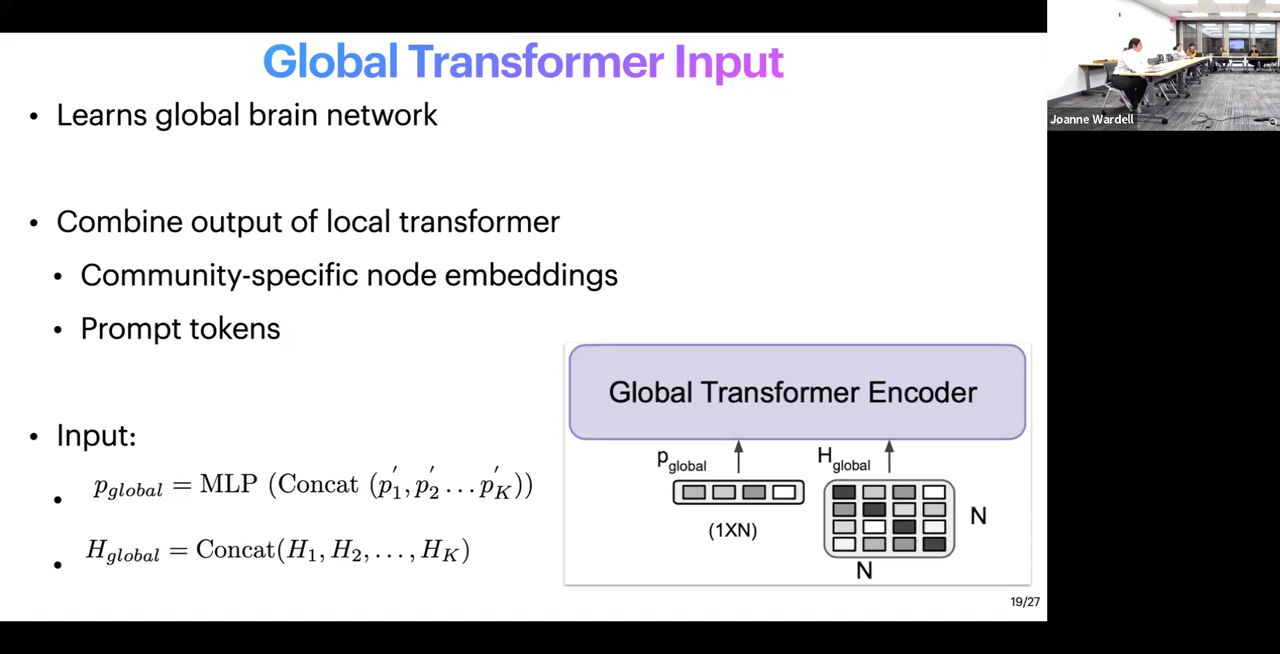 Global Transformer Input
• Learns global brain network
• Combine output of local transformer
• Community-specific node embeddings
• Prompt tokens
• Input:
• p_global = MLP (Concat (p'_1, p'_2 … p'_K))
• H_global = Concat(H_1, H_2, …, H_K)
Global Transformer Encoder
p_global
H_global
(1XN)
N
N
19/27
Joanne Wardell